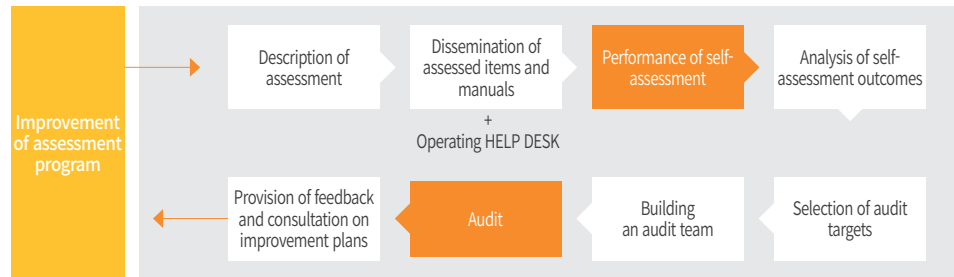 Improvement
of assessment
program
Description of
assessment
Dissemination of
assessed items and
manuals
+
Operating HELP DESK
Performance of self-
assessment
Analysis of self-
assessment outcomes
Provision of feedback
and consultation on
improvement plans
Audit
Building
an audit team
Selection of audit
targets